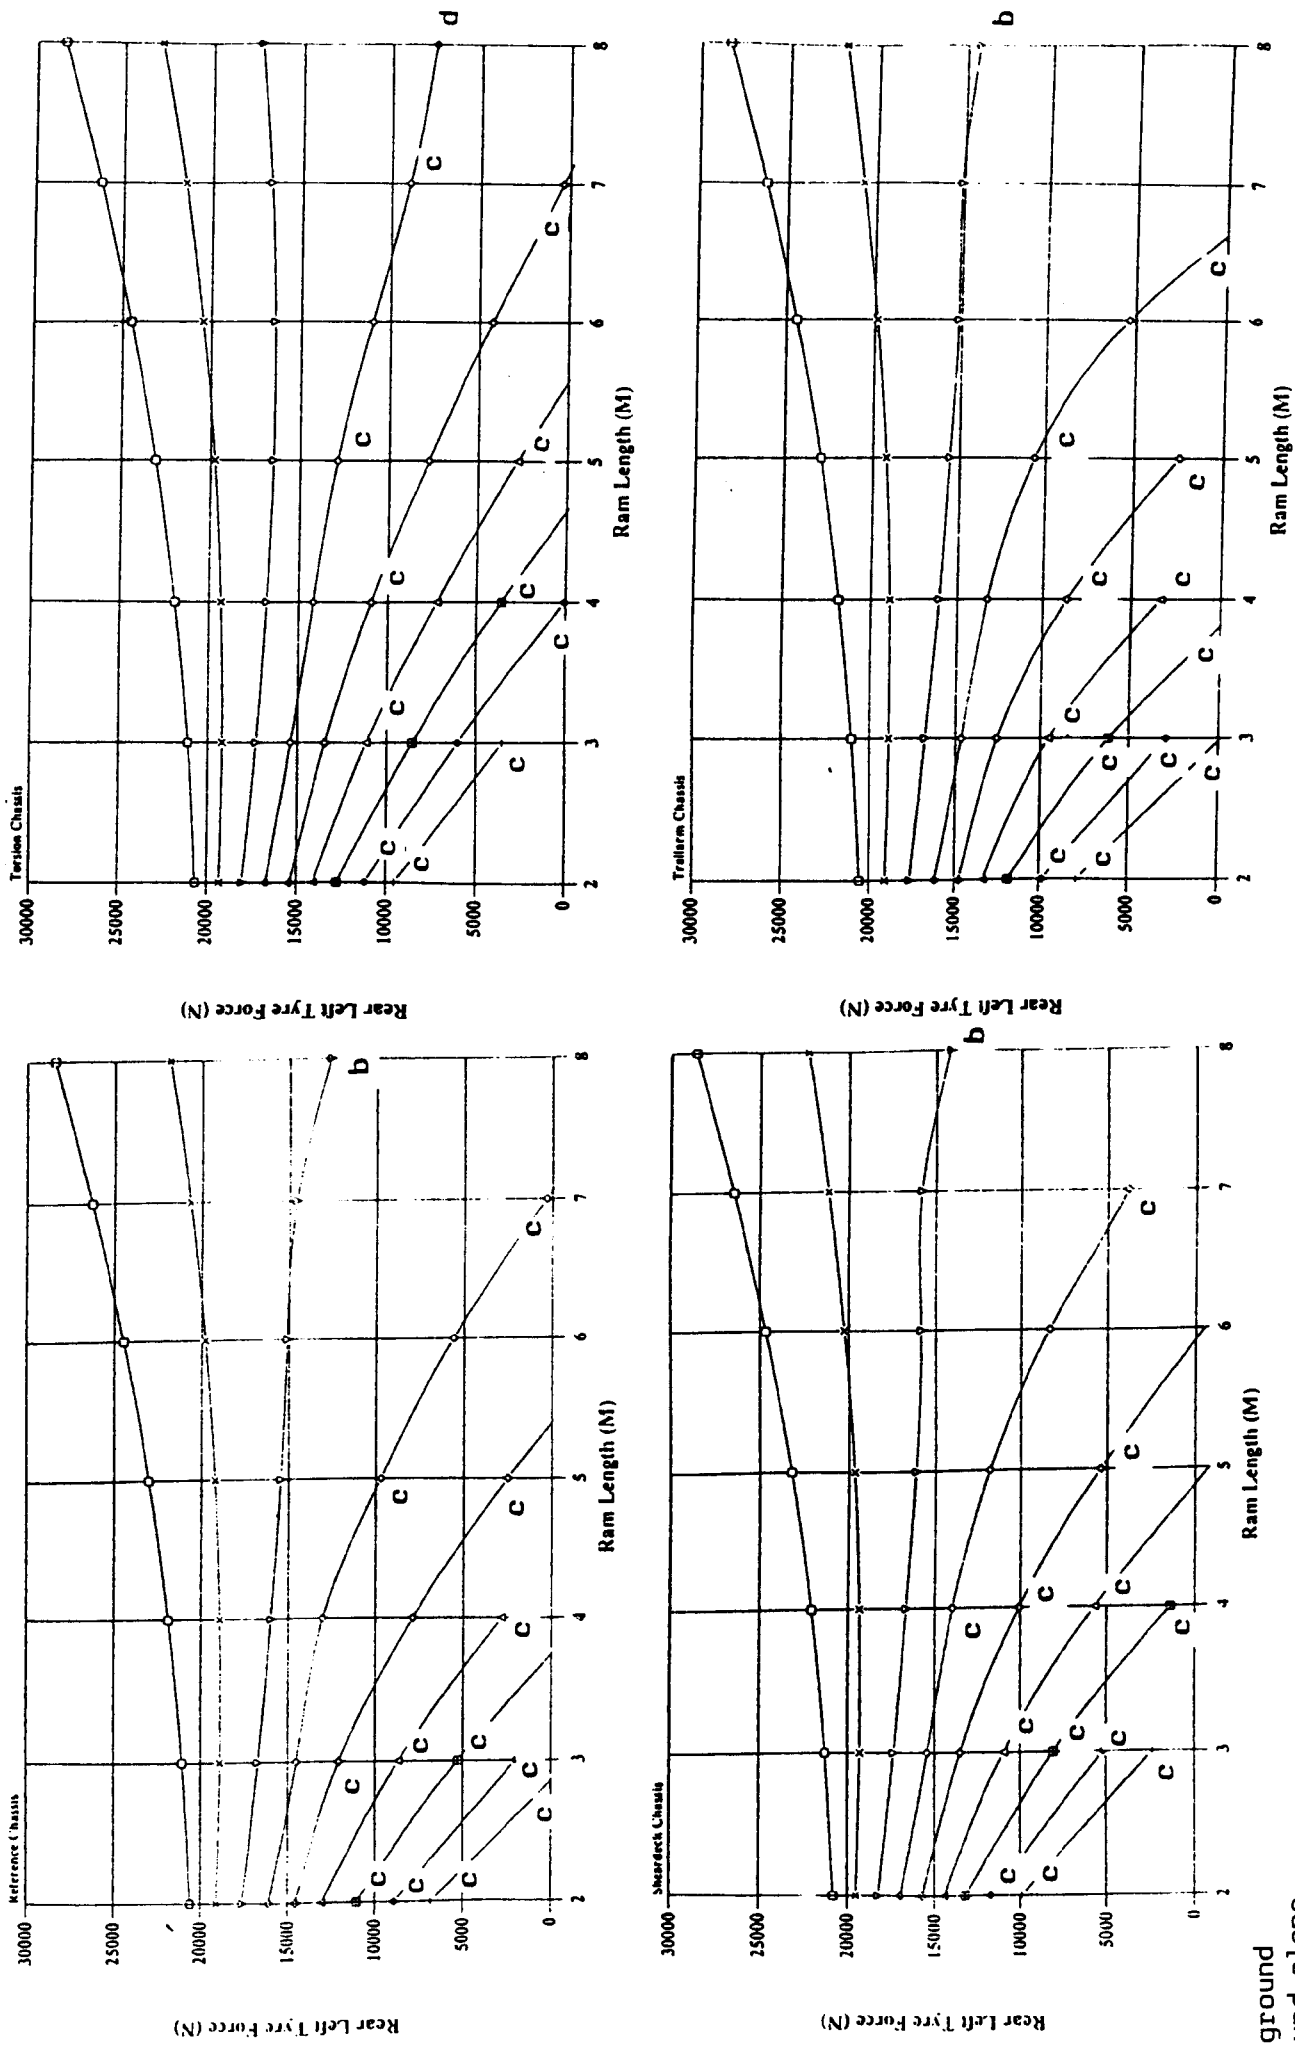 Reference Chassis
30000
25000
20000
15000
10000
5000
0
2 3 4 5 6 7 8
Rear Left Tyre Force (N)
Ram Length (M)
b
c
c
c
c
c
c
c
c
c
c
c
c
Torsion Chassis
30000
25000
20000
15000
10000
5000
0
2 3 4 5 6 7 8
Rear Left Tyre Force (N)
Ram Length (M)
d
c
c
c
c
c
c
c
c
c
c
c
Sheardeck Chassis
30000
25000
20000
15000
10000
5000
0
2 3 4 5 6 7 8
Rear Left Tyre Force (N)
Ram Length (M)
b
c
c
c
c
c
c
c
c
c
c
c
c
Trailarm Chassis
30000
25000
20000
15000
10000
5000
0
2 3 4 5 6 7 8
Rear Left Tyre Force (N)
Ram Length (M)
b
c
c
c
c
c
c
c
c
c
c
c
ground